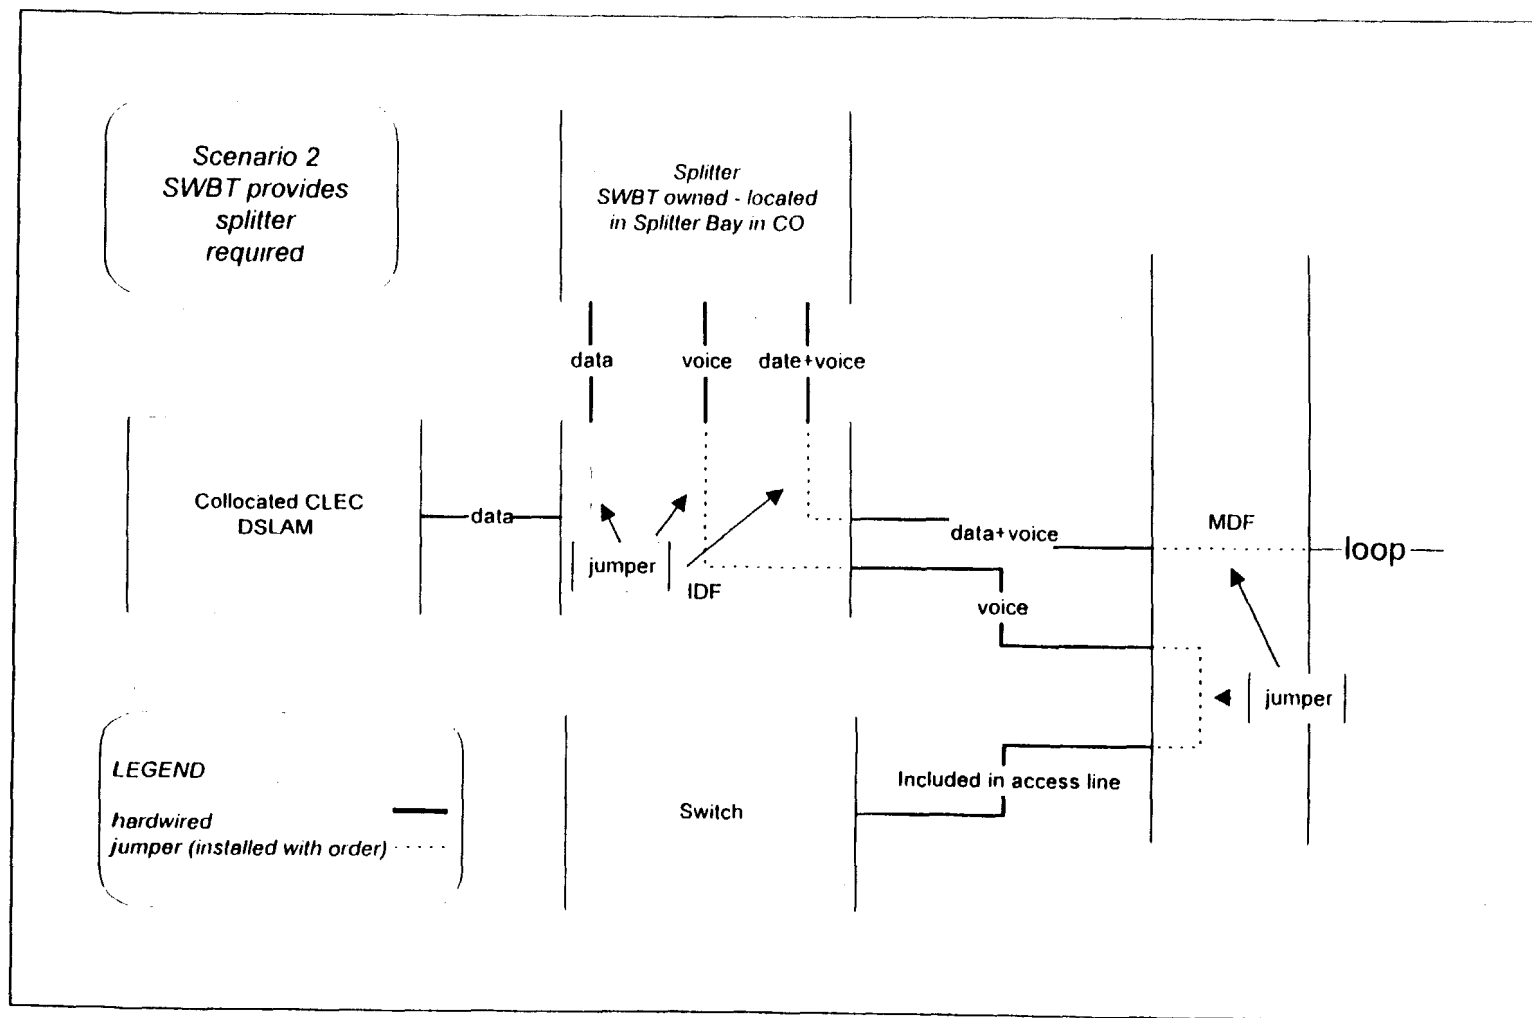 Scenario 2
SWBT provides
splitter
required
Splitter
SWBT owned - located
in Splitter Bay in CO
data
voice
date+voice
Collocated CLEC
DSLAM
data
jumper
IDF
data+voice
voice
MDF
loop
jumper
LEGEND
hardwired
jumper (installed with order)
Switch
Included in access line